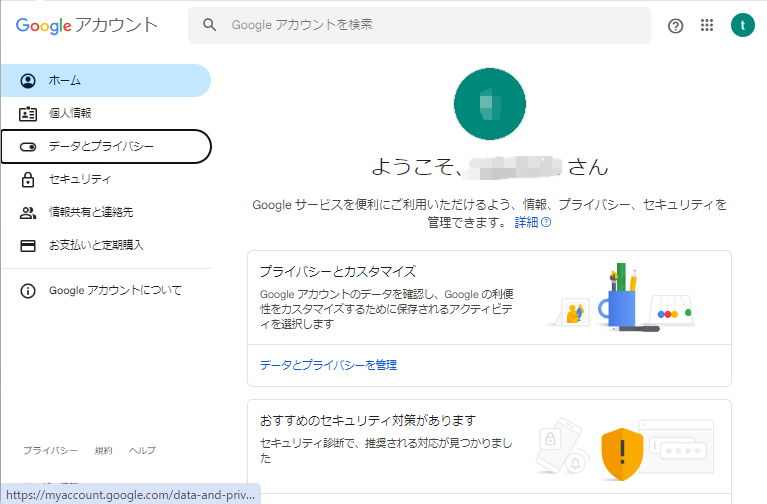 Google アカウント
Google アカウントを検索
t
ホーム
個人情報
データとプライバシー
セキュリティ
情報共有と連絡先
お支払いと定期購入
Google アカウントについて
プライバシー 規約 ヘルプ
https://myaccount.google.com/data-and-priv...
ようこそ、 さん
Google サービスを便利にご利用いただけるよう、情報、プライバシー、セキュリティを
管理できます。 詳細
プライバシーとカスタマイズ
Google アカウントのデータを確認し、Google の利便
性をカスタマイズするために保存されるアクティビテ
ィを選択します
データとプライバシーを管理
おすすめのセキュリティ対策があります
セキュリティ診断で、推奨される対応が見つかりまし
た